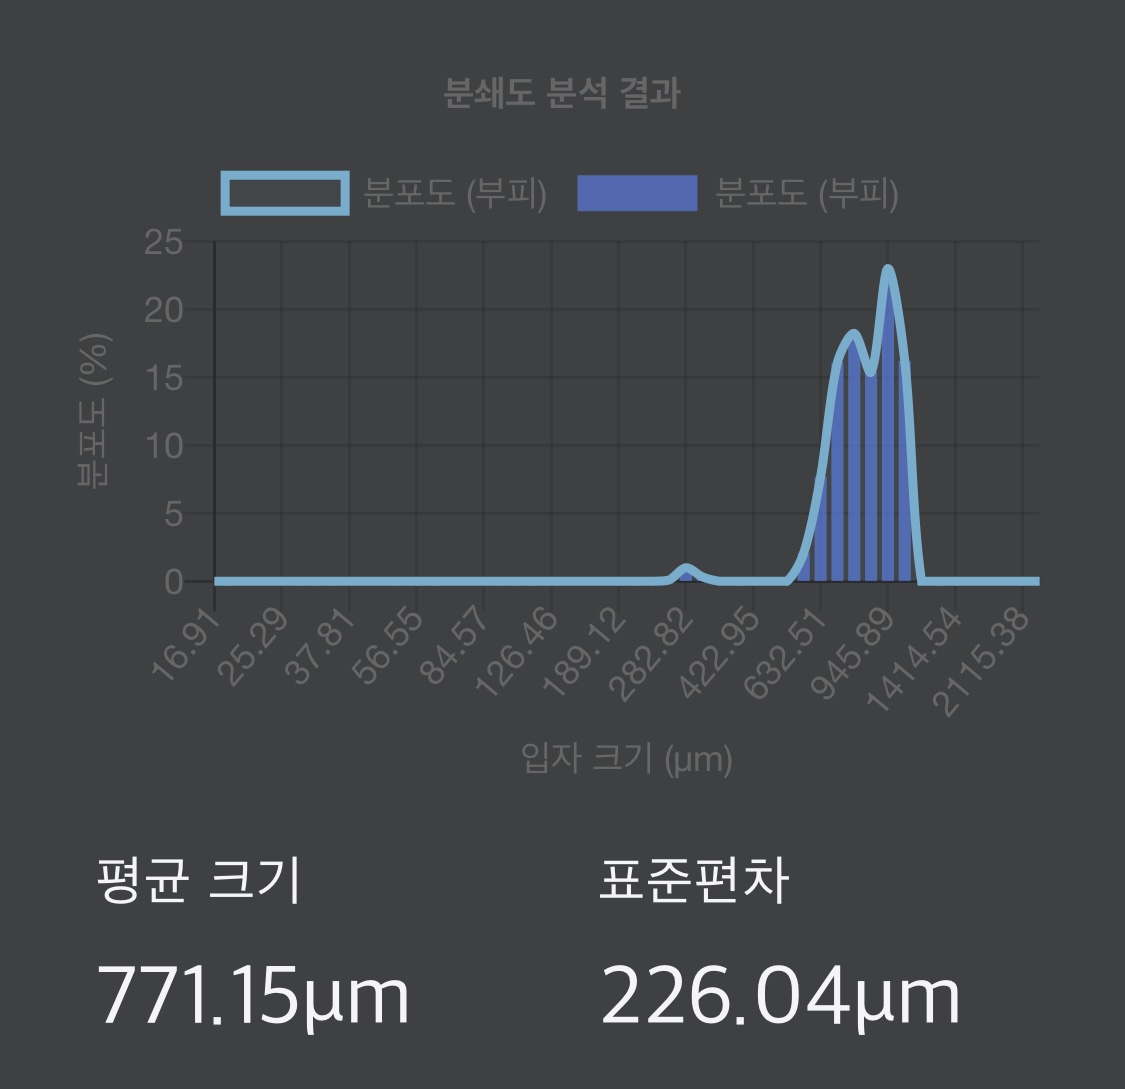 분쇄도 분석 결과
분포도 (부피) 분포도 (부피)
분포도 (%)
25
20
15
10
5
0
16.91 25.29 37.81 56.55 84.57 126.46 189.12 282.82 422.95 632.51 945.89 1414.54 2115.38
입자 크기 (μm)
평균 크기 표준편차
771.15μm 226.04μm